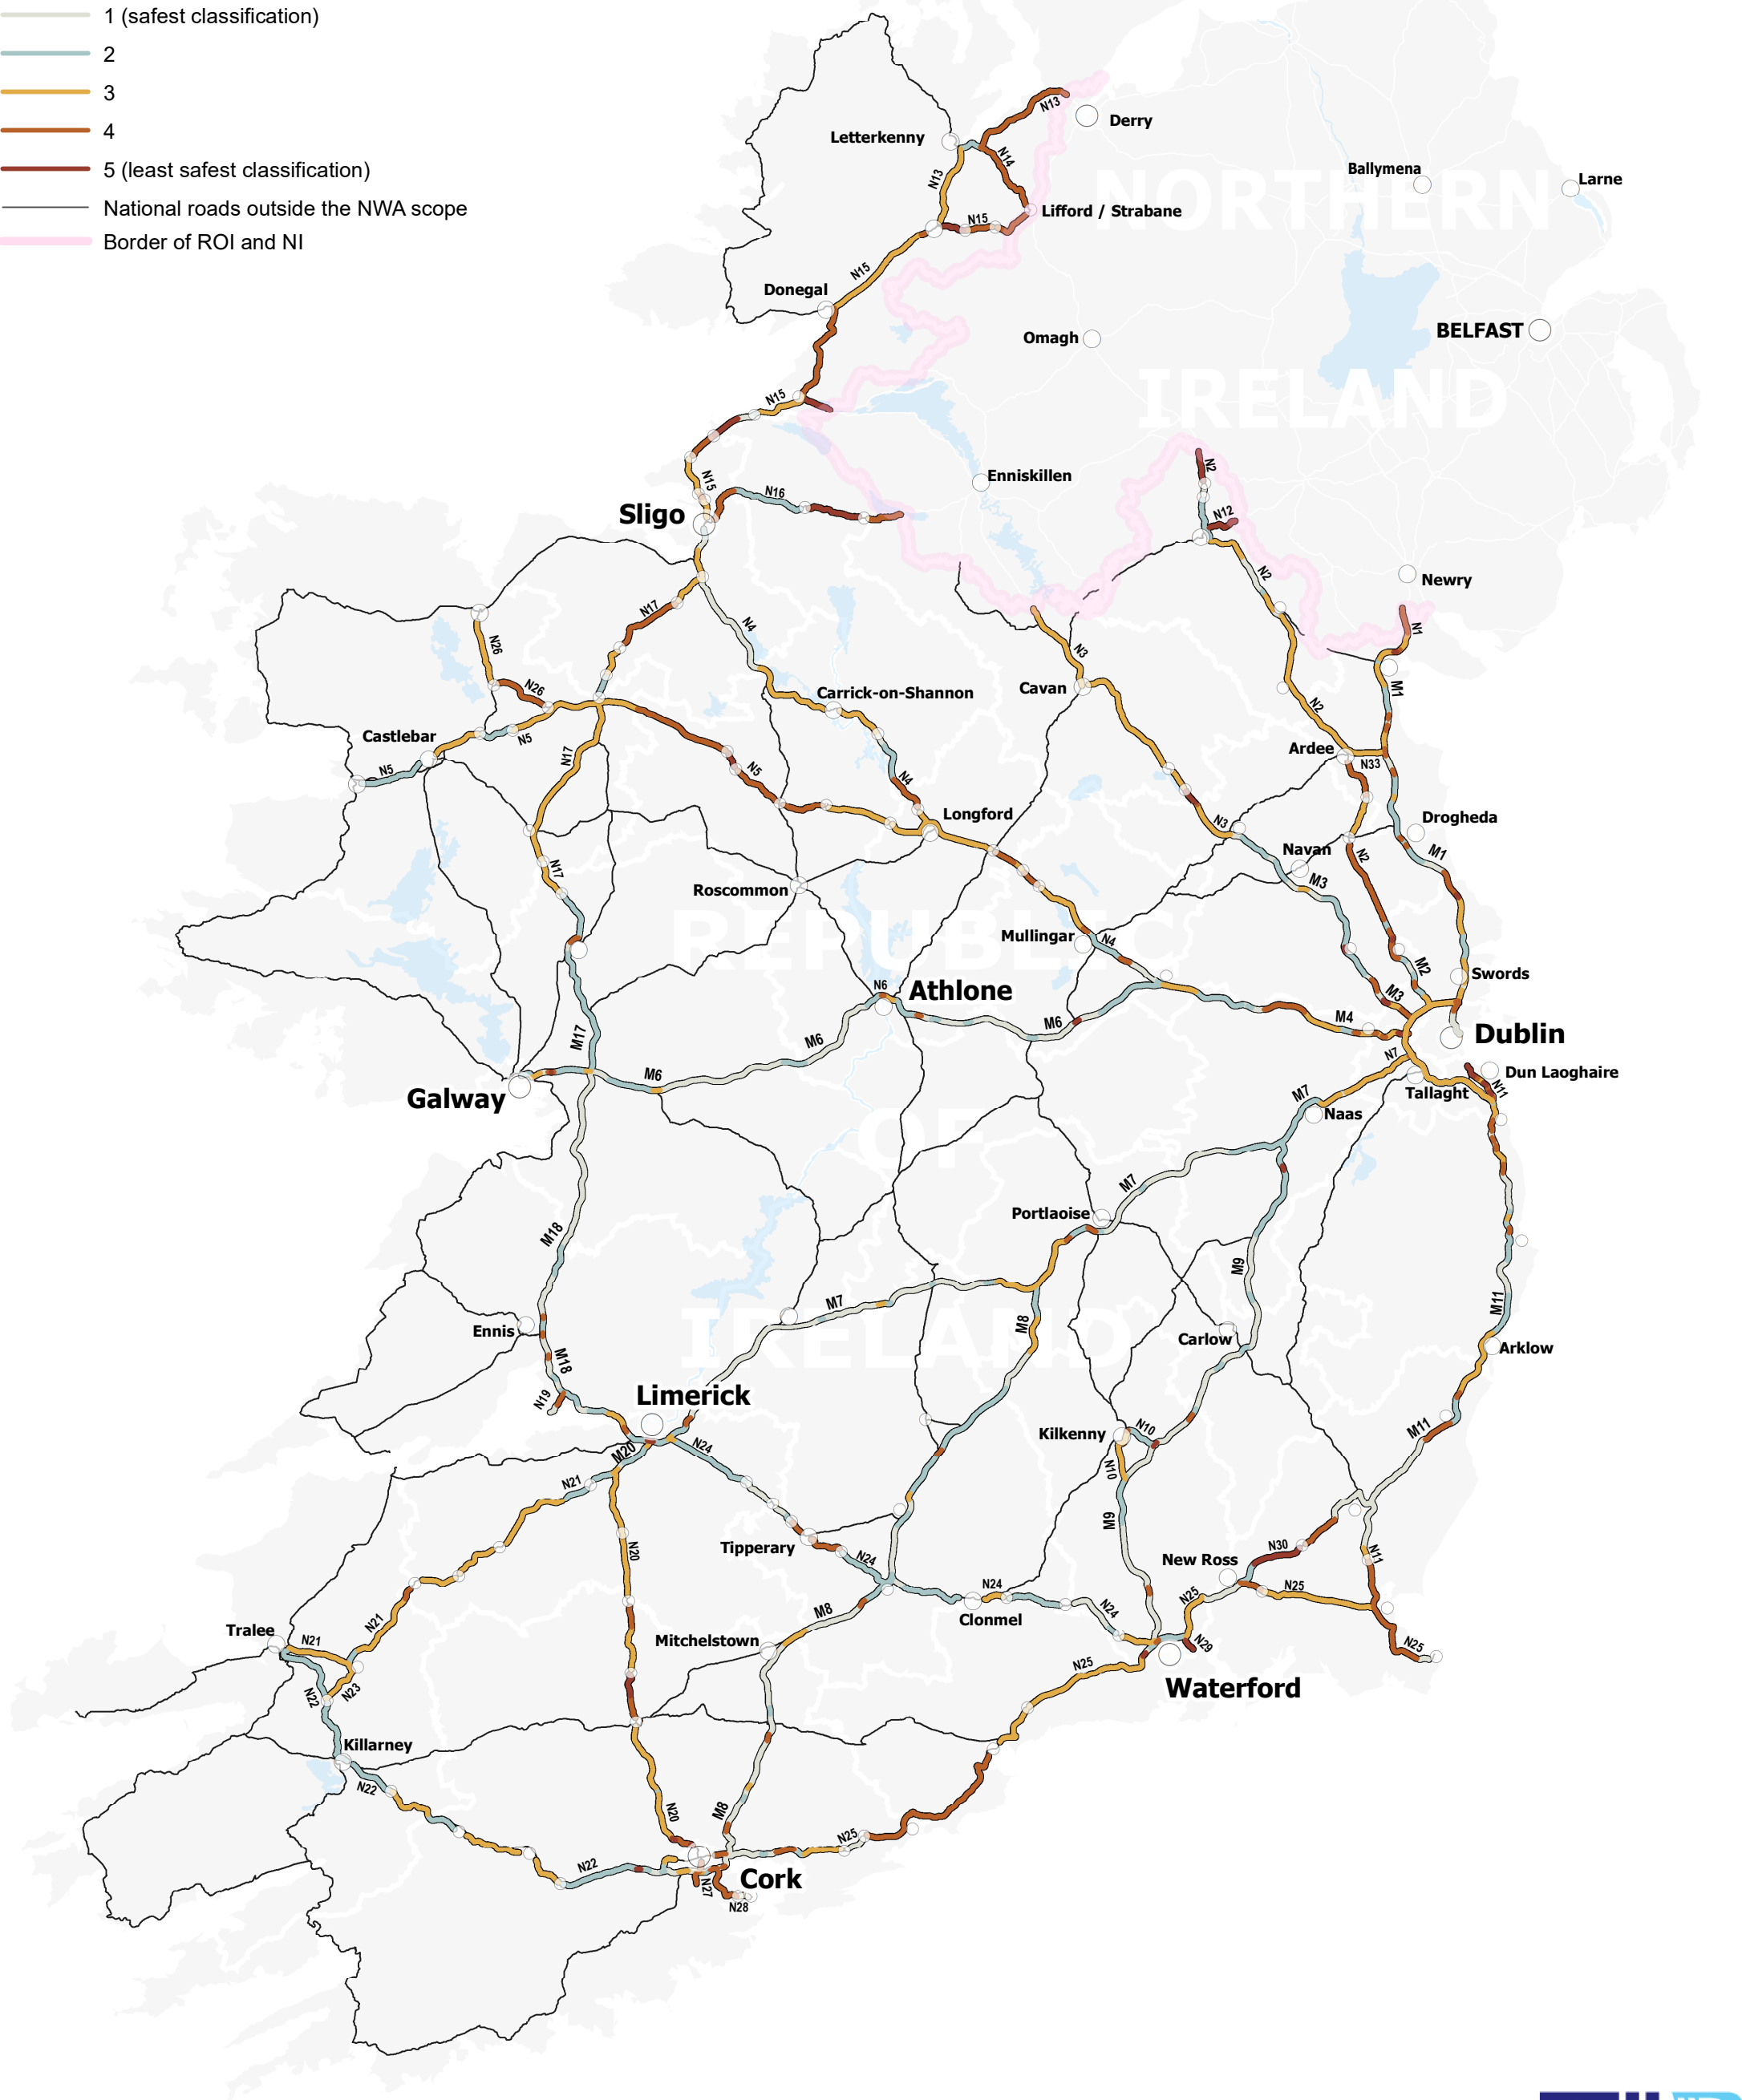 1 (safest classification)
2
3
4
5 (least safest classification)
National roads outside the NWA scope
Border of ROI and NI
N13
Derry
Letterkenny
N14
Ballymena
Larne
N13
NORTHERN
N15
Lifford / Strabane
N15
Donegal
Omagh
BELFAST
IRELAND
N15
N2
Enniskillen
N15
N16
Sligo
N12
N2
Newry
N17
N4
N1
N26
N3
N26
Cavan
M1
Carrick-on-Shannon
N2
Castlebar
N5
Ardee
N17
N5
N5
N33
N4
Longford
Drogheda
N3
Navan
N2
M1
N17
M3
Roscommon
REPUBLIC
Mullingar
N4
M2
Swords
N6
Athlone
M3
M4
M6
Dublin
M17
M6
N7
M6
Dun Laoghaire
Galway
Tallaght
N11
M7
Naas
OF
M7
Portlaoise
M18
M9
M7
M11
IRELAND
M8
Ennis
Carlow
Arklow
M18
Limerick
N19
M11
N10
Kilkenny
N24
M20
N10
N21
M9
Tipperary
N20
N30
N11
N24
New Ross
N24
N25
N25
M8
Clonmel
N24
N21
Tralee
N21
Mitchelstown
N29
N25
N25
Waterford
N22
N23
Killarney
N22
N20
M8
N25
N22
Cork
N27
N28